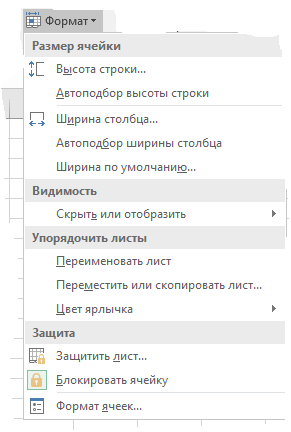 Формат
Размер ячейки
Высота строки...
Автоподбор высоты строки
Ширина столбца...
Автоподбор ширины столбца
Ширина по умолчанию...
Видимость
Скрыть или отобразить
Упорядочить листы
Переименовать лист
Переместить или скопировать лист...
Цвет ярлычка
Защита
Защитить лист...
Блокировать ячейку
Формат ячеек...